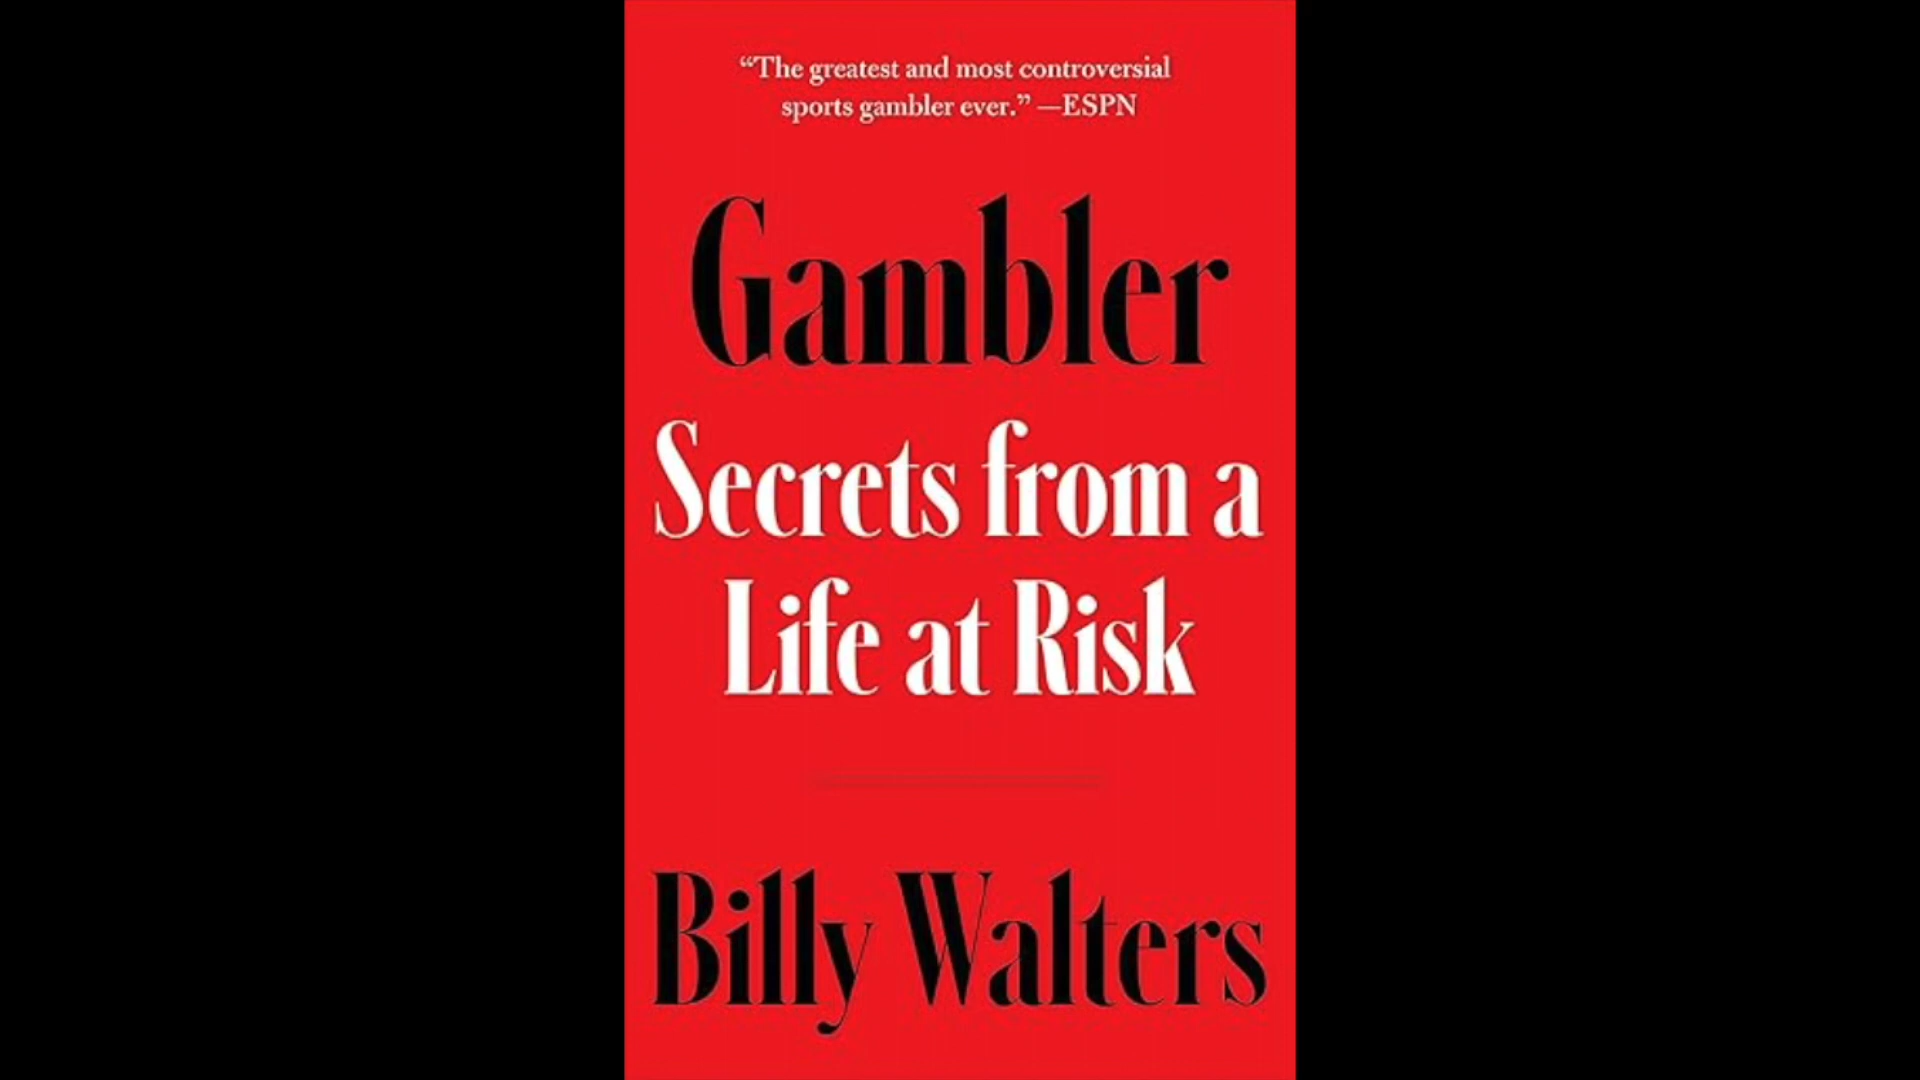 “The greatest and most controversial
sports gambler ever.” —ESPN
Gambler
Secrets from a
Life at Risk
Billy Walters